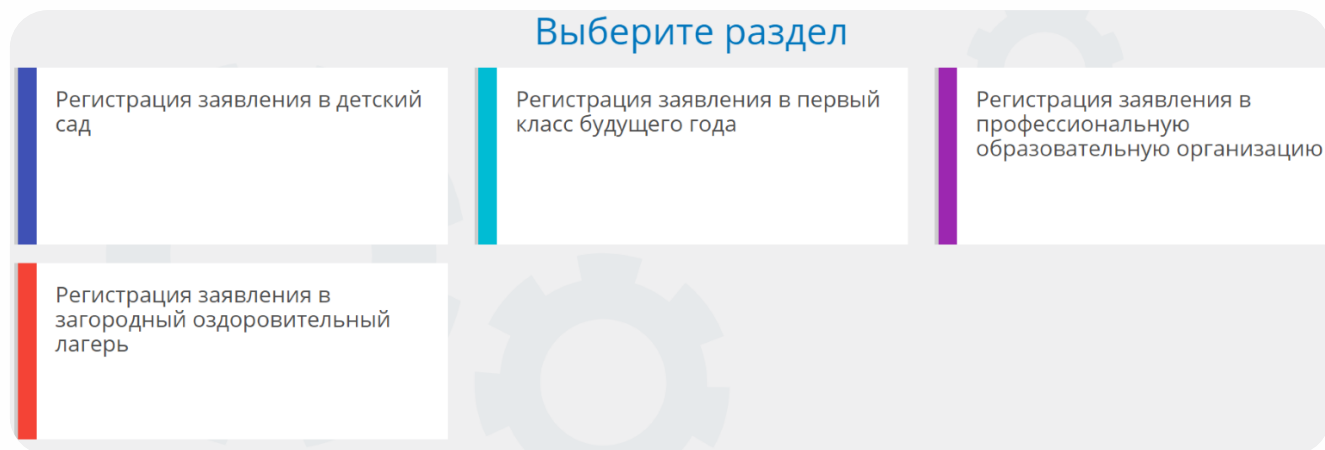 Выберите раздел
Регистрация заявления в детский
сад
Регистрация заявления в первый
класс будущего года
Регистрация заявления в
профессиональную
образовательную организацию
Регистрация заявления в
загородный оздоровительный
лагерь